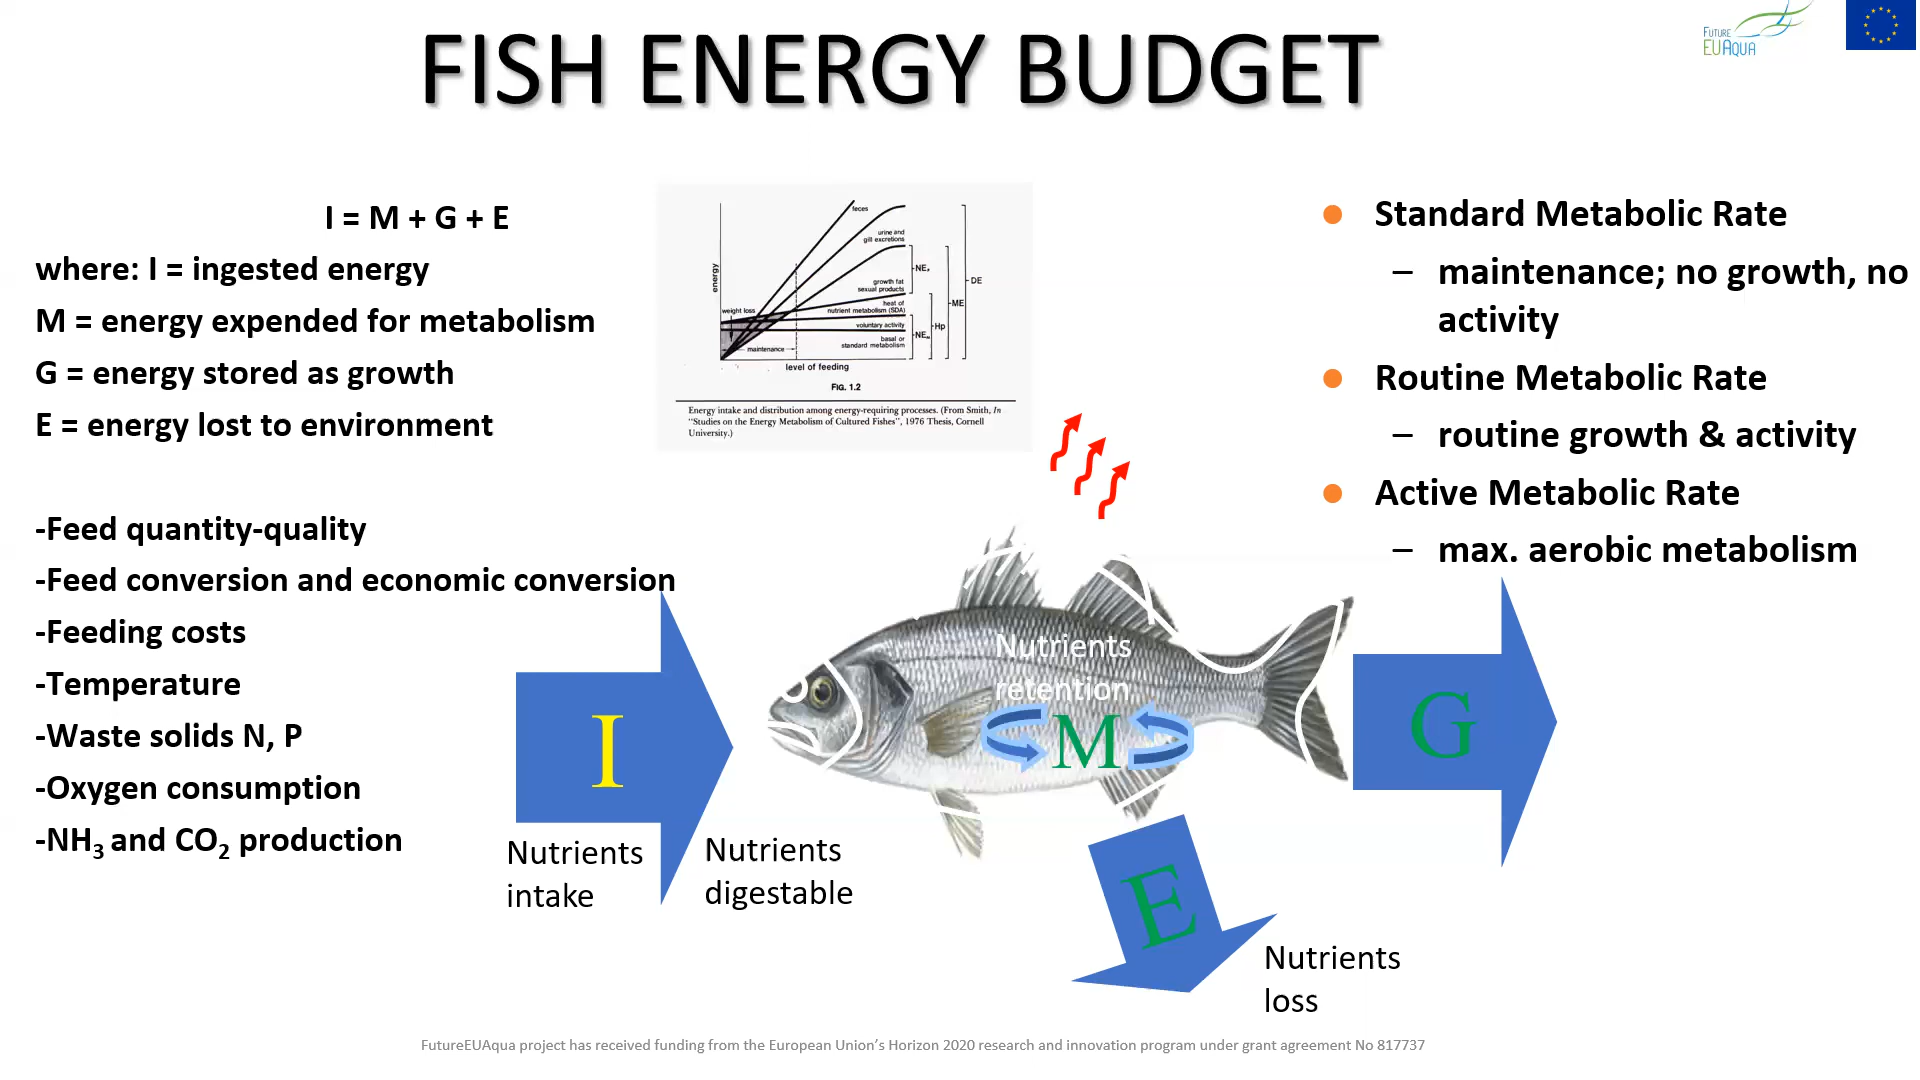 FISH ENERGY BUDGET
FUTURE
EUAQUA
I = M + G + E
where: I = ingested energy
M = energy expended for metabolism
G = energy stored as growth
E = energy lost to environment
-Feed quantity-quality
-Feed conversion and economic conversion
-Feeding costs
-Temperature
-Waste solids N, P
-Oxygen consumption
-NH₃ and CO₂ production
energy
feces
urine and
gill excretions
growth fat
sexual products
heat of
nutrient metabolism (SDA)
voluntary activity
basal or
standard metabolism
weight loss
maintenance
level of feeding
NEₘ
Hp
ME
DE
FIG. 1.2
Energy intake and distribution among energy-requiring processes. (From Smith, In
"Studies on the Energy Metabolism of Cultured Fishes", 1976 Thesis, Cornell
University.)
● Standard Metabolic Rate
– maintenance; no growth, no
activity
● Routine Metabolic Rate
– routine growth & activity
● Active Metabolic Rate
– max. aerobic metabolism
I
Nutrients
intake
Nutrients
digestable
Nutrients
retention
M
G
E
Nutrients
loss
FutureEUAqua project has received funding from the European Union's Horizon 2020 research and innovation program under grant agreement No 817737